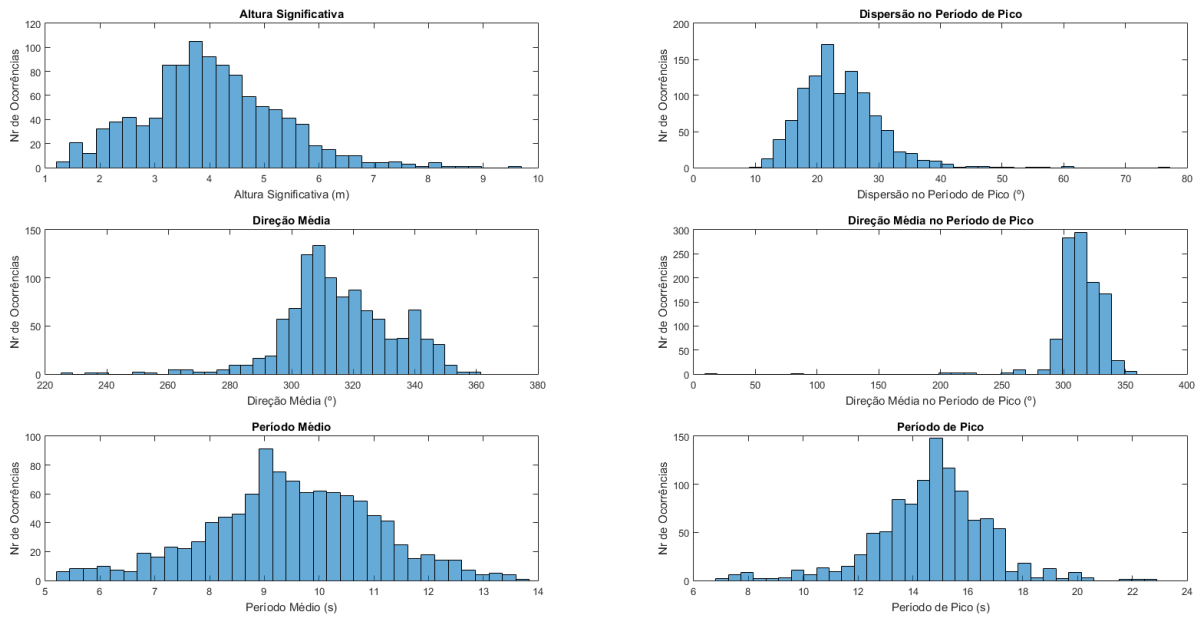 Altura Significativa
Nr de Ocorrências
120
100
80
60
40
20
0
1 2 3 4 5 6 7 8 9 10
Altura Significativa (m)
Dispersão no Período de Pico
Nr de Ocorrências
200
150
100
50
0
0 10 20 30 40 50 60 70 80
Dispersão no Período de Pico (º)
Direção Média
Nr de Ocorrências
150
100
50
0
220 240 260 280 300 320 340 360 380
Direção Média (º)
Direção Média no Período de Pico
Nr de Ocorrências
300
250
200
150
100
50
0
0 50 100 150 200 250 300 350 400
Direção Média no Período de Pico (º)
Período Médio
Nr de Ocorrências
100
80
60
40
20
0
5 6 7 8 9 10 11 12 13 14
Período Médio (s)
Período de Pico
Nr de Ocorrências
150
100
50
0
6 8 10 12 14 16 18 20 22 24
Período de Pico (s)